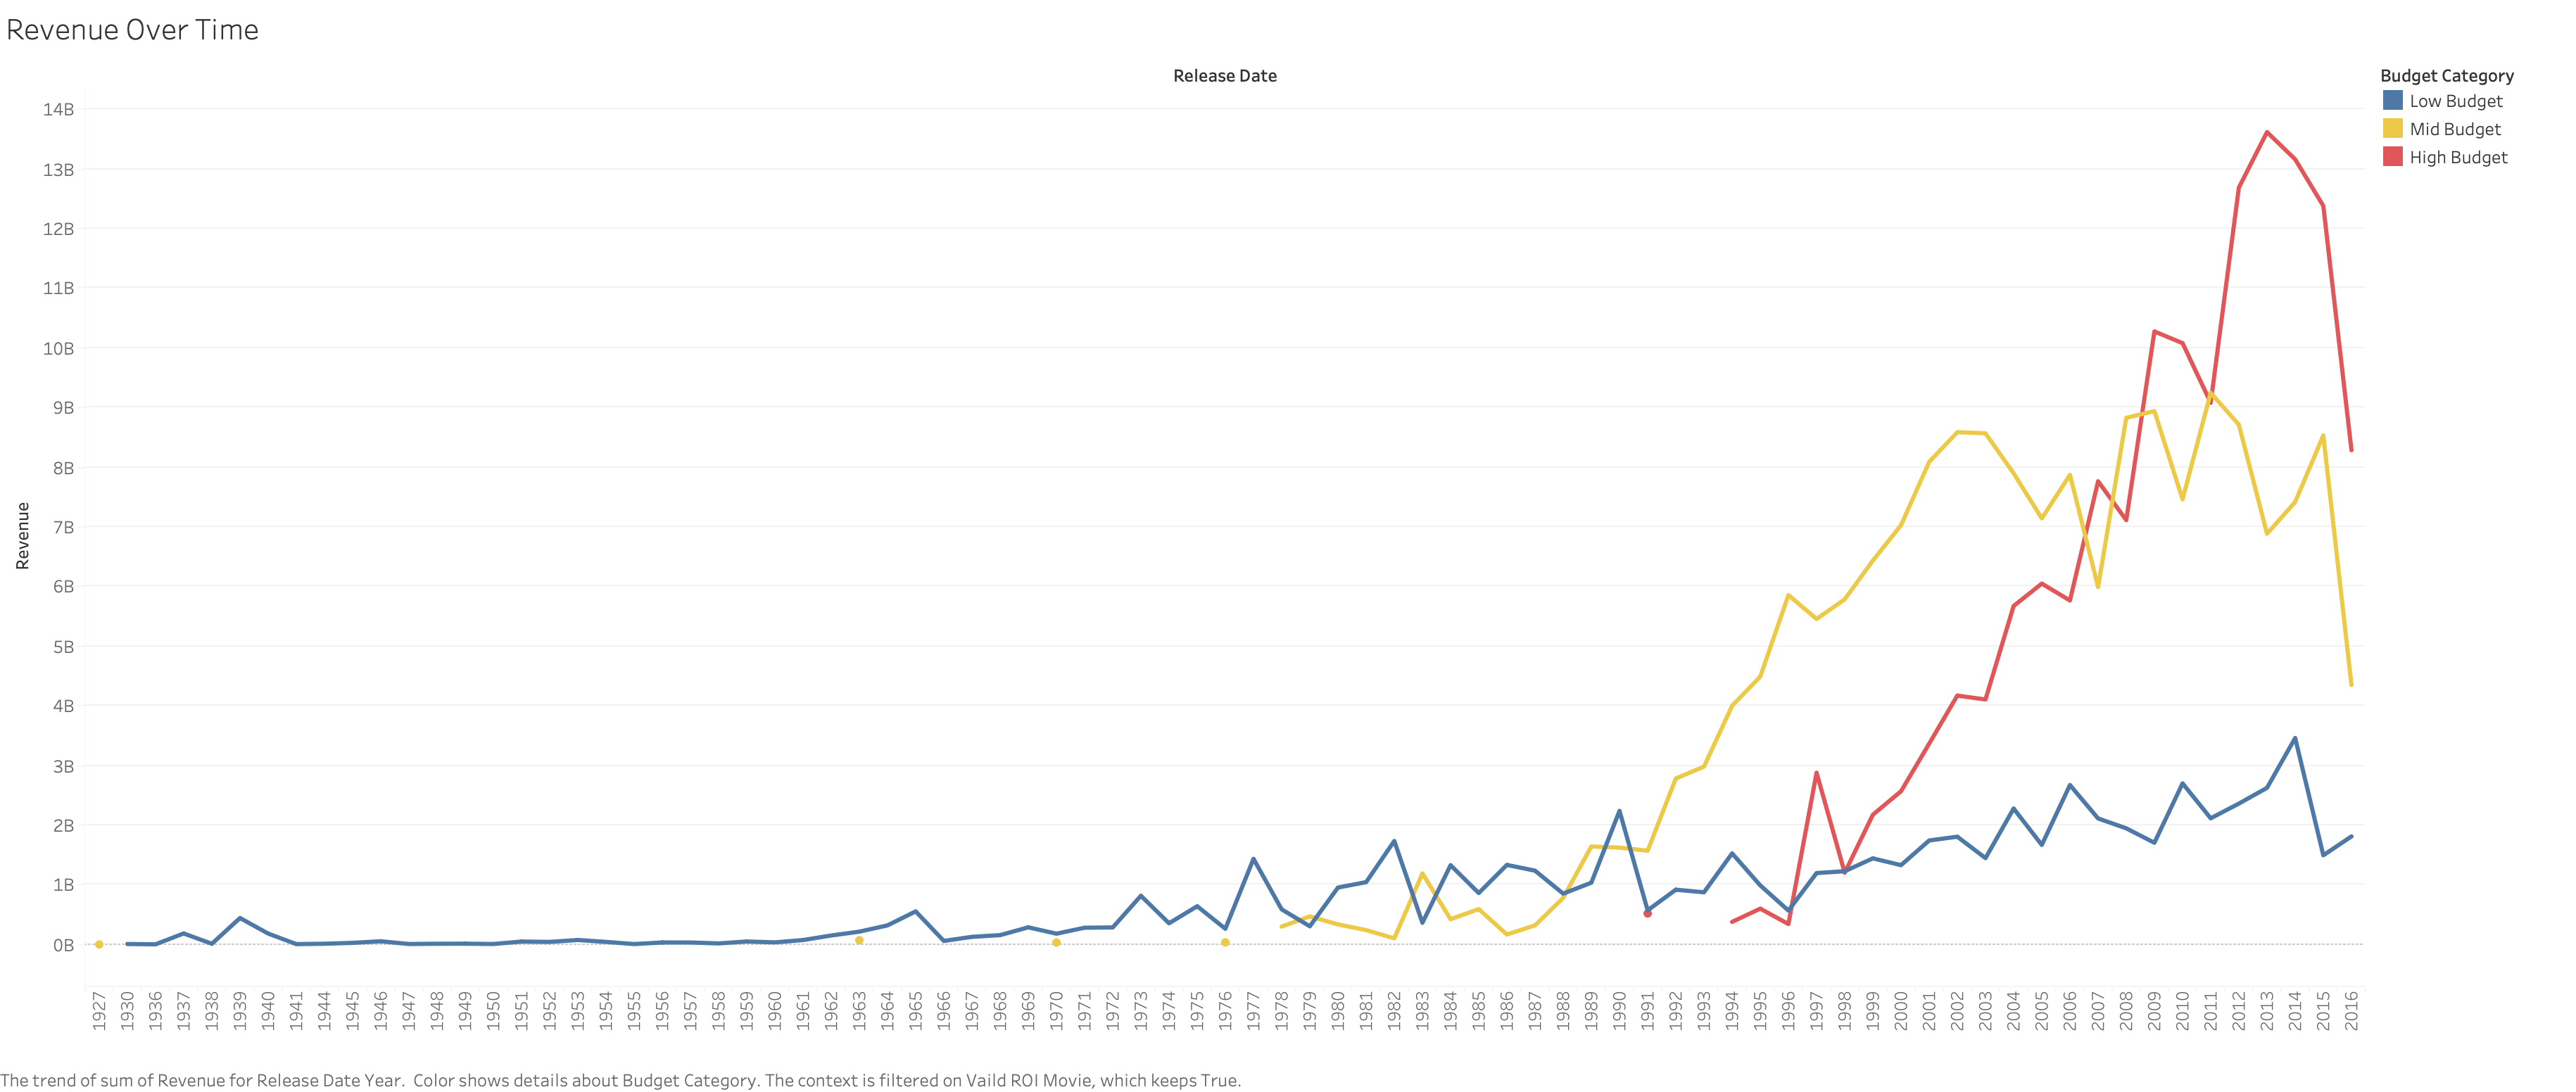 Revenue Over Time
Release Date
Budget Category
Low Budget
Mid Budget
High Budget
14B
13B
12B
11B
10B
9B
8B
7B
6B
5B
4B
3B
2B
1B
0B
Revenue
1927 1930 1936 1937 1938 1939 1940 1941 1944 1945 1946 1947 1948 1949 1950 1951 1952 1953 1954 1955 1956 1957 1958 1959 1960 1961 1962 1963 1964 1965 1966 1967 1968 1969 1970 1971 1972 1973 1974 1975 1976 1977 1978 1979 1980 1981 1982 1983 1984 1985 1986 1987 1988 1989 1990 1991 1992 1993 1994 1995 1996 1997 1998 1999 2000 2001 2002 2003 2004 2005 2006 2007 2008 2009 2010 2011 2012 2013 2014 2015 2016
The trend of sum of Revenue for Release Date Year.  Color shows details about Budget Category. The context is filtered on Vaild ROI Movie, which keeps True.